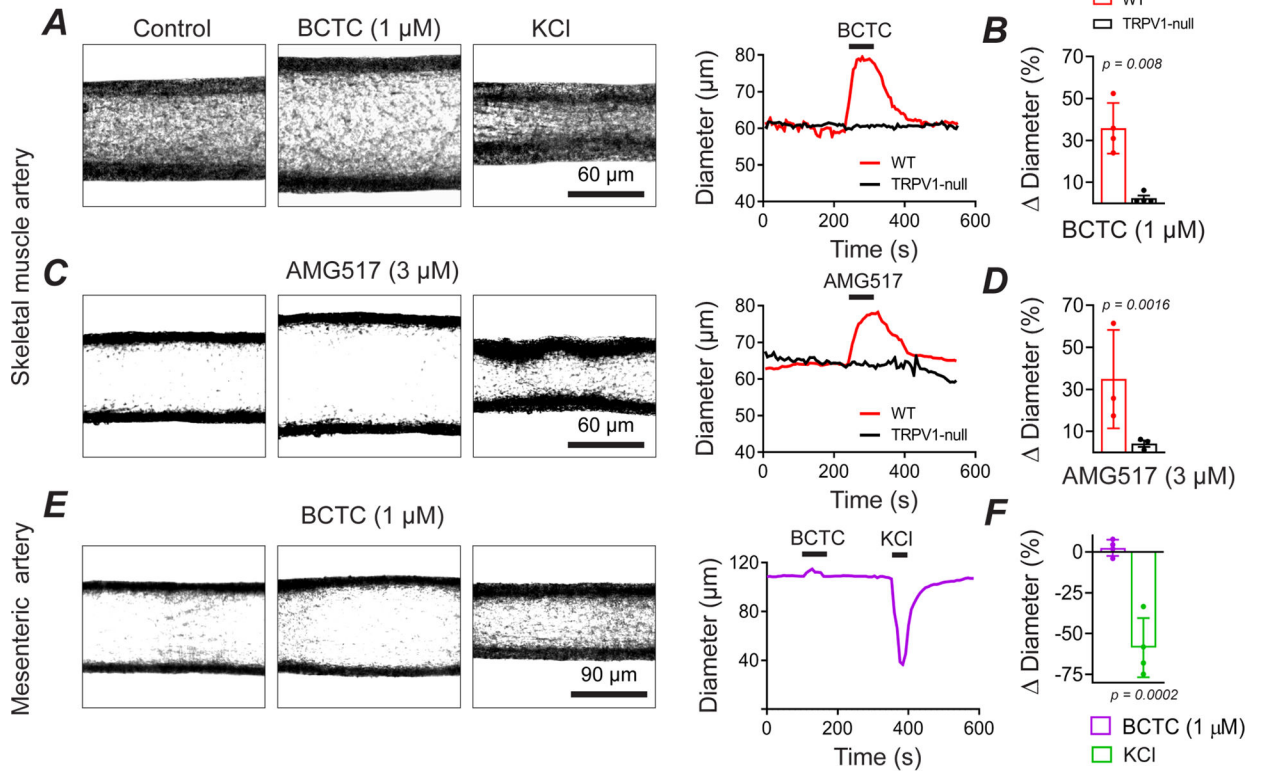 WT
TRPV1-null
A
Control
BCTC (1 µM)
KCl
Skeletal muscle artery
60 µm
BCTC
Diameter (µm)
80
70
60
50
40
WT
TRPV1-null
0
200
400
600
Time (s)
B
p = 0.008
Δ Diameter (%)
70
50
30
10
BCTC (1 µM)
C
AMG517 (3 µM)
60 µm
AMG517
Diameter (µm)
80
70
60
50
40
WT
TRPV1-null
0
200
400
600
Time (s)
D
p = 0.0016
Δ Diameter (%)
70
50
30
10
AMG517 (3 µM)
E
BCTC (1 µM)
Mesenteric artery
90 µm
BCTC
KCl
Diameter (µm)
120
80
40
0
200
400
600
Time (s)
F
Δ Diameter (%)
0
-25
-50
-75
p = 0.0002
BCTC (1 µM)
KCl